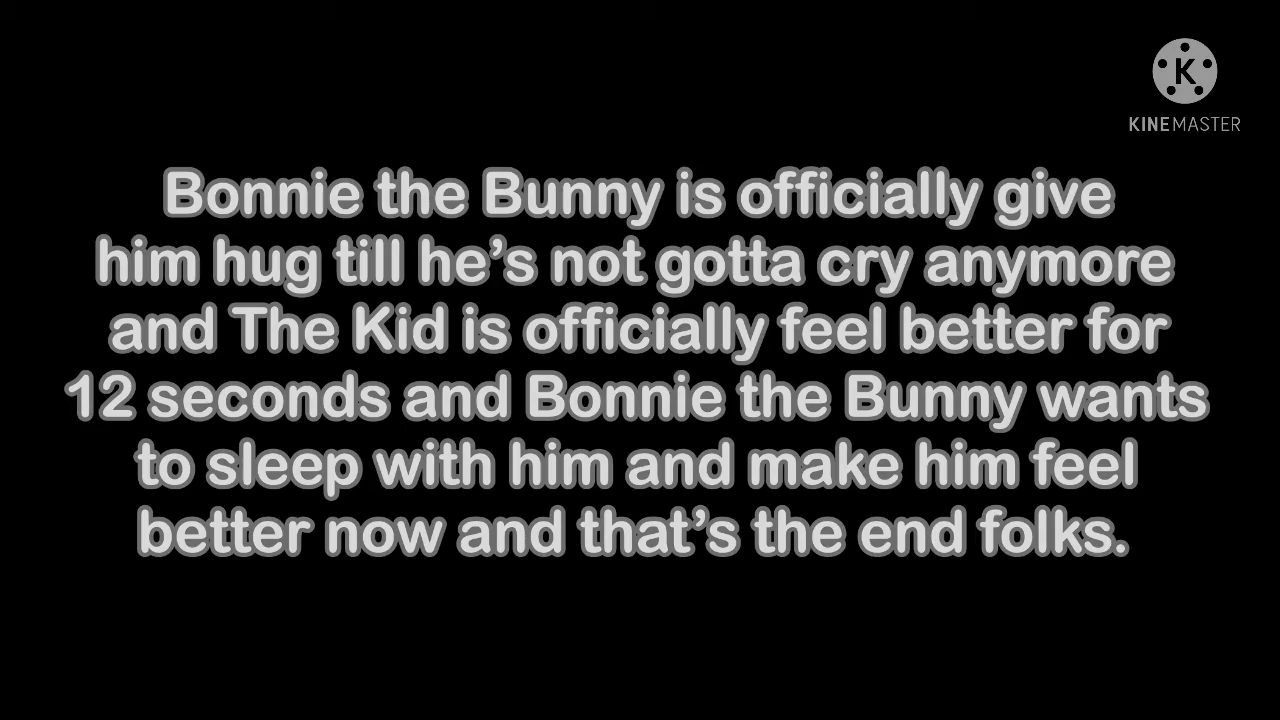 KINEMASTER
Bonnie the Bunny is officially give
him hug till he’s not gotta cry anymore
and The Kid is officially feel better for
12 seconds and Bonnie the Bunny wants
to sleep with him and make him feel
better now and that’s the end folks.